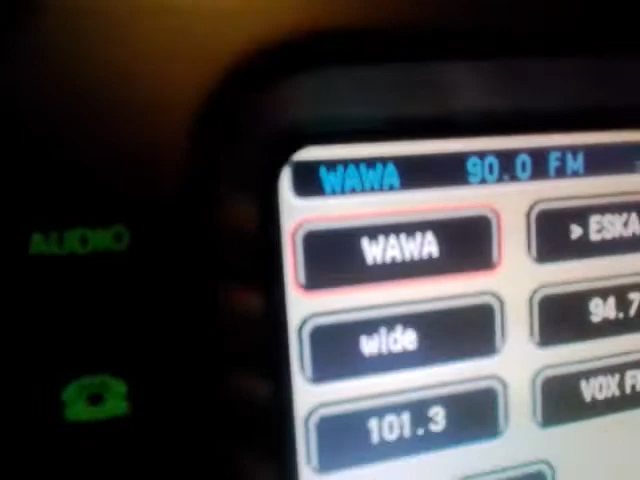 WAWA 90.0 FM
AUDIO
WAWA > ESKA
wide 94.7
101.3 VOX F